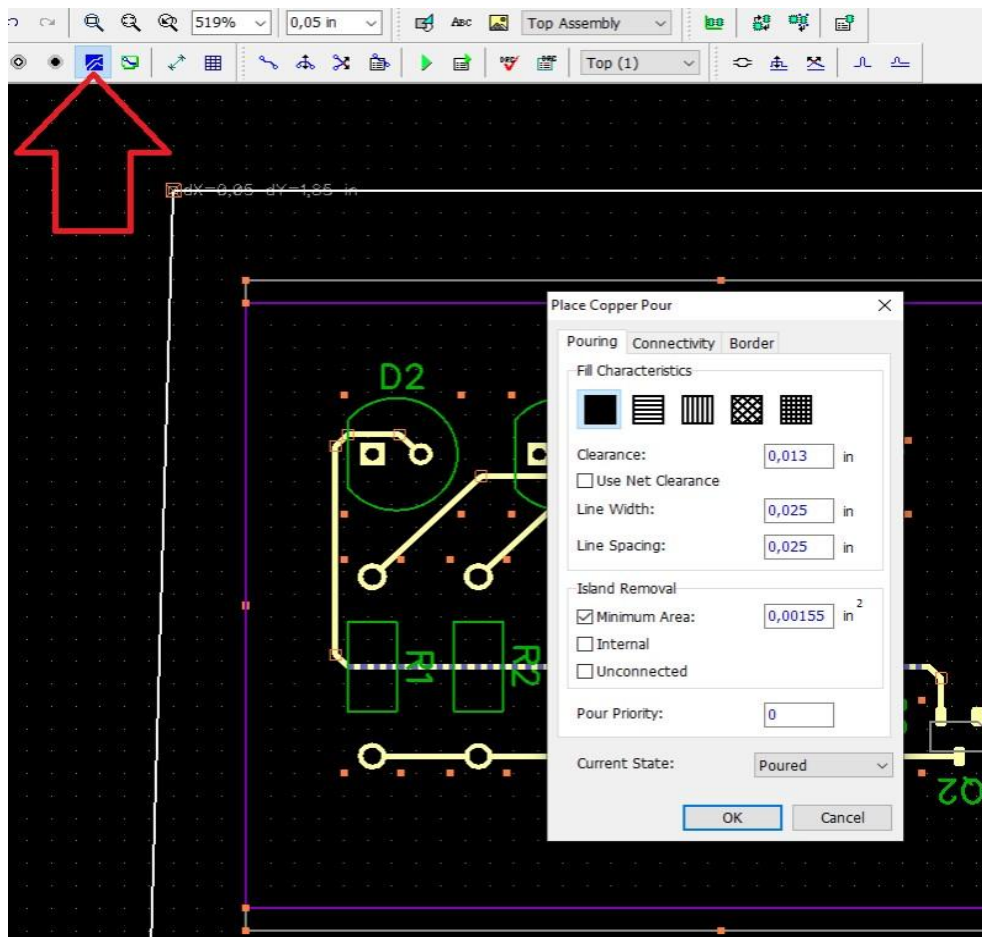 519% 0,05 in ABC Top Assembly
DRC DRC Top (1)
dX=0,05 dY=1,85 in
Place Copper Pour
Pouring Connectivity Border
Fill Characteristics
D2
Clearance: 0,013 in
Use Net Clearance
Line Width: 0,025 in
Line Spacing: 0,025 in
Island Removal
Minimum Area: 0,00155 in 2
Internal
R1 R2
Unconnected
Pour Priority: 0
Current State: Poured
Q2
OK Cancel